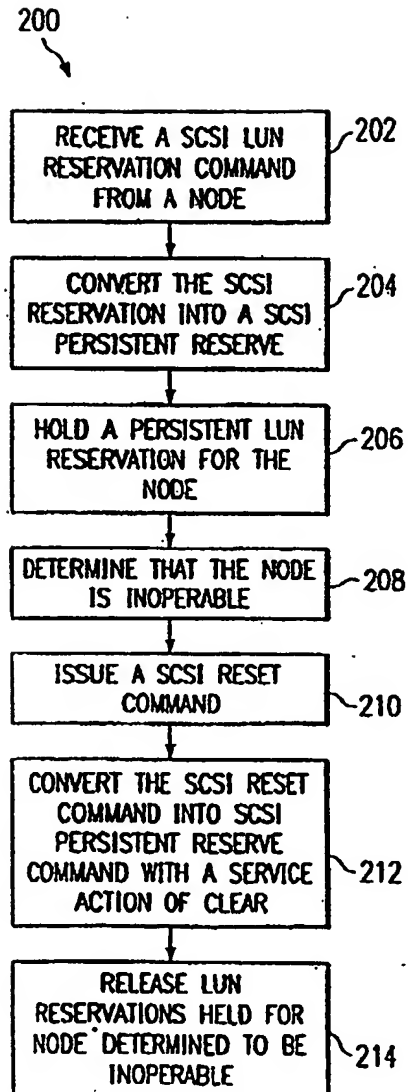 200
RECEIVE A SCSI LUN
RESERVATION COMMAND
FROM A NODE
202
CONVERT THE SCSI
RESERVATION INTO A SCSI
PERSISTENT RESERVE
204
HOLD A PERSISTENT LUN
RESERVATION FOR THE
NODE
206
DETERMINE THAT THE NODE
IS INOPERABLE
208
ISSUE A SCSI RESET
COMMAND
210
CONVERT THE SCSI RESET
COMMAND INTO SCSI
PERSISTENT RESERVE
COMMAND WITH A SERVICE
ACTION OF CLEAR
212
RELEASE LUN
RESERVATIONS HELD FOR
NODE DETERMINED TO BE
INOPERABLE
214